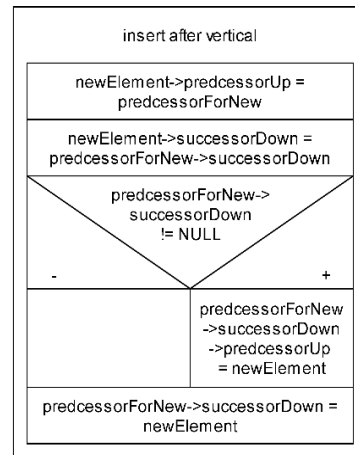 insert after vertical
newElement->predcessorUp =
predcessorForNew
newElement->successorDown =
predcessorForNew->successorDown
predcessorForNew->
successorDown
!= NULL
- +
predcessorForNew
->successorDown
->predcessorUp
= newElement
predcessorForNew->successorDown =
newElement